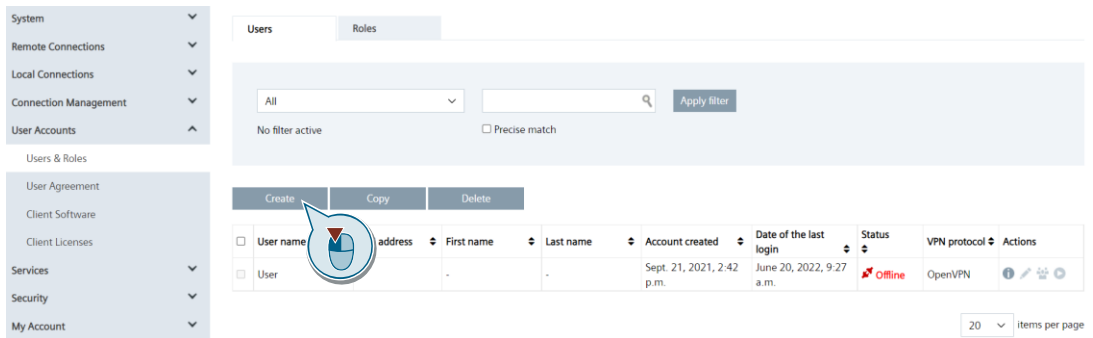 System
Remote Connections
Local Connections
Connection Management
User Accounts
Users & Roles
User Agreement
Client Software
Client Licenses
Services
Security
My Account
Users Roles
All Apply filter
No filter active Precise match
Create Copy Delete
User name address First name Last name Account created Date of the last login Status VPN protocol Actions
User - - Sept. 21, 2021, 2:42 p.m. June 20, 2022, 9:27 a.m. Offline OpenVPN
20 items per page